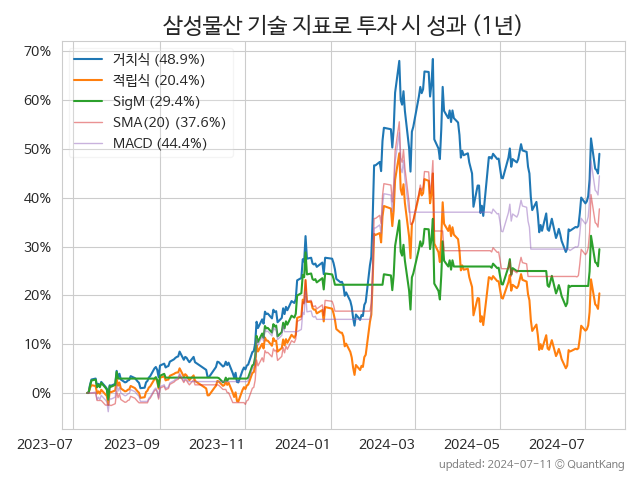 삼성물산 기술 지표로 투자 시 성과 (1년)
70%
60%
50%
40%
30%
20%
10%
0%
거치식 (48.9%)
적립식 (20.4%)
SigM (29.4%)
SMA(20) (37.6%)
MACD (44.4%)
2023-07 2023-09 2023-11 2024-01 2024-03 2024-05 2024-07
updated: 2024-07-11 © QuantKang